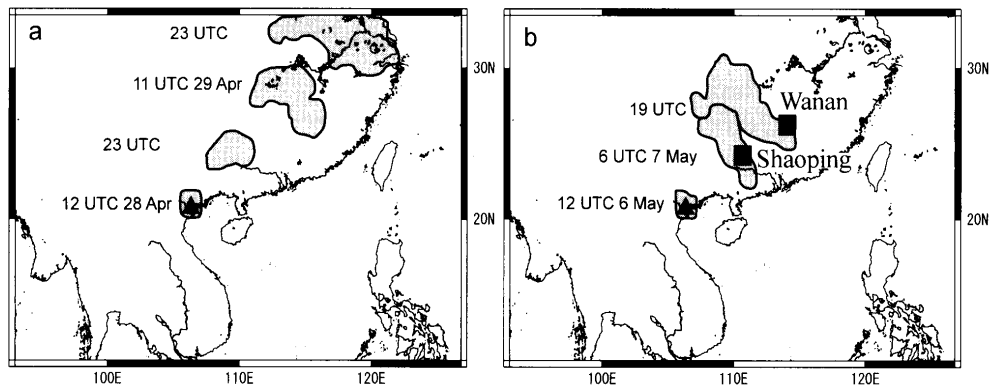 a
23 UTC
11 UTC 29 Apr
23 UTC
12 UTC 28 Apr
100E 110E 120E
b
30N
Wanan
19 UTC
6 UTC 7 May
Shaoping
12 UTC 6 May
20N
100E 110E 120E
30N
20N